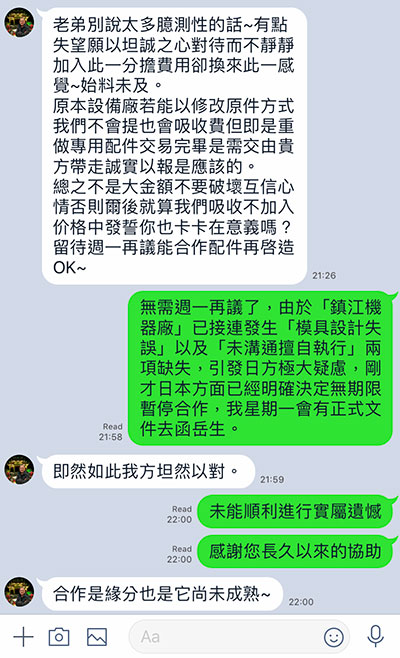 老弟別說太多臆測性的話~有點
失望願以坦誠之心對待而不靜靜
加入此一分擔費用卻換來此一感
覺~始料未及。
原本設備廠若能以修改原件方式
我們不會提也會吸收費但即是重
做專用配件交易完畢是需交由貴
方帶走誠實以報是應該的。
總之不是大金額不要破壞互信心
情否則爾後就算我們吸收不加入
价格中發誓你也卡卡在意義嗎？
留待週一再議能合作配件再啓造
OK~
21:26
無需週一再議了，由於「鎮江機
器廠」已接連發生「模具設計失
誤」以及「未溝通擅自執行」兩
項缺失，引發日方極大疑慮，剛
才日本方面已經明確決定無期限
暫停合作，我星期一會有正式文
件去函岳生。
Read
21:58
即然如此我方坦然以對。
21:59
Read
22:00
未能順利進行實屬遺憾
Read
22:00
感謝您長久以來的協助
合作是緣分也是它尚未成熟~
22:00
Aa